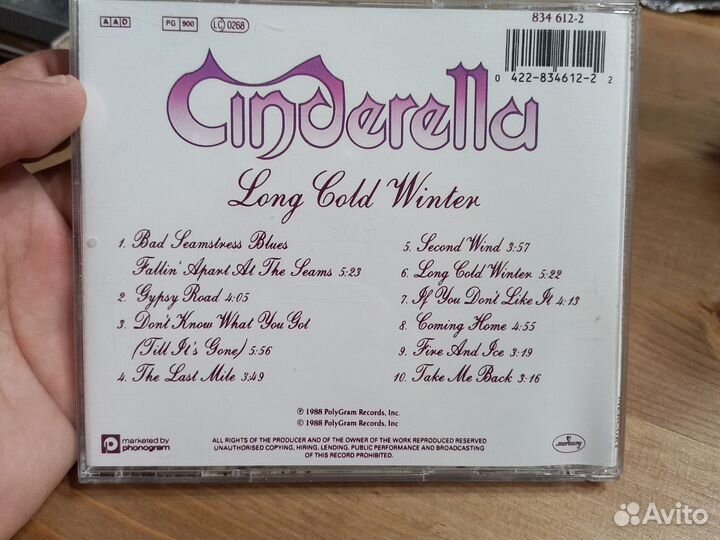 AAD PG 900 LC 0268 834 612-2
0 422-834612-2 2
Cinderella
Long Cold Winter
1. Bad Seamstress Blues
Fallin' Apart At The Seams 5:23
2. Gypsy Road 4:05
3. Don't Know What You Got
(Till It's Gone) 5:56
4. The Last Mile 3:49
5. Second Wind 3:57
6. Long Cold Winter 5:22
7. If You Don't Like It 4:13
8. Coming Home 4:55
9. Fire And Ice 3:19
10. Take Me Back 3:16
℗ 1988 PolyGram Records, Inc.
© 1988 PolyGram Records, Inc.
marketed by
phonogram
ALL RIGHTS OF THE PRODUCER AND OF THE OWNER OF THE WORK REPRODUCED RESERVED
UNAUTHORISED COPYING, HIRING, LENDING, PUBLIC PERFORMANCE AND BROADCASTING
OF THIS RECORD PROHIBITED.
mercury
Avito